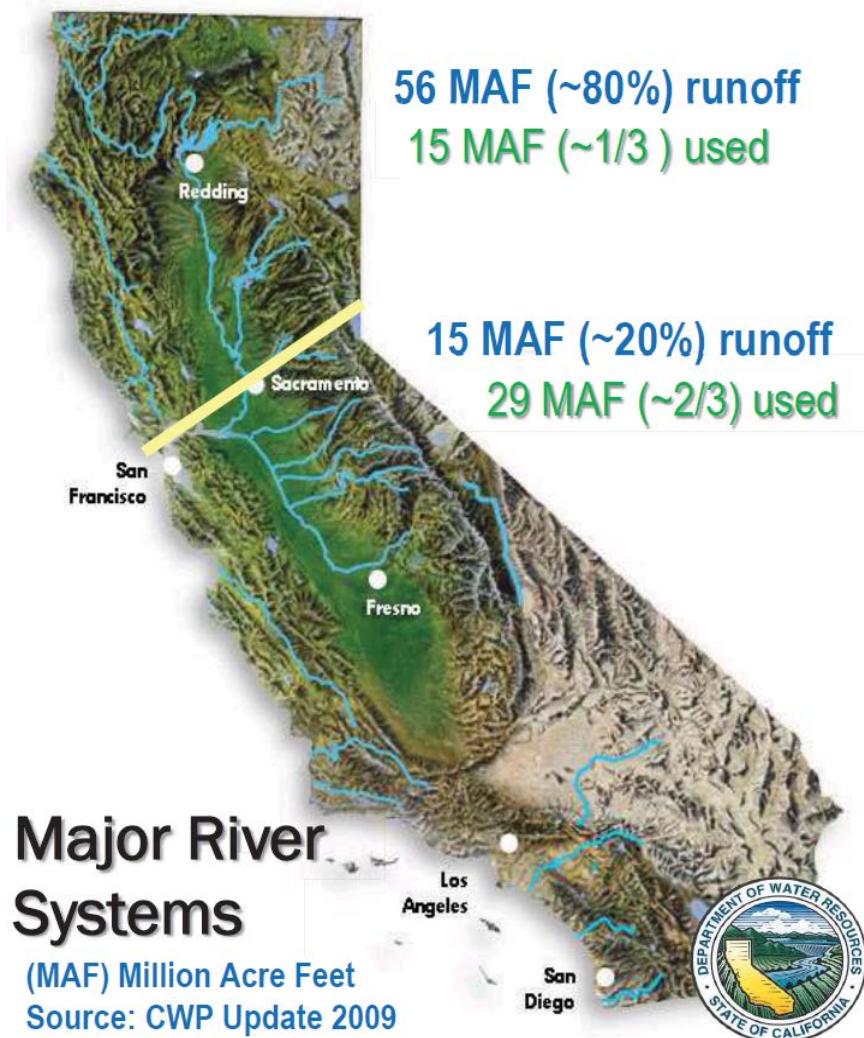 56 MAF (~80%) runoff
15 MAF (~1/3 ) used
Redding
15 MAF (~20%) runoff
29 MAF (~2/3) used
Sacramento
San
Francisco
Fresno
Major River
Systems
Los
Angeles
(MAF) Million Acre Feet
Source: CWP Update 2009
San
Diego
DEPARTMENT OF WATER RESOURCES
STATE OF CALIFORNIA